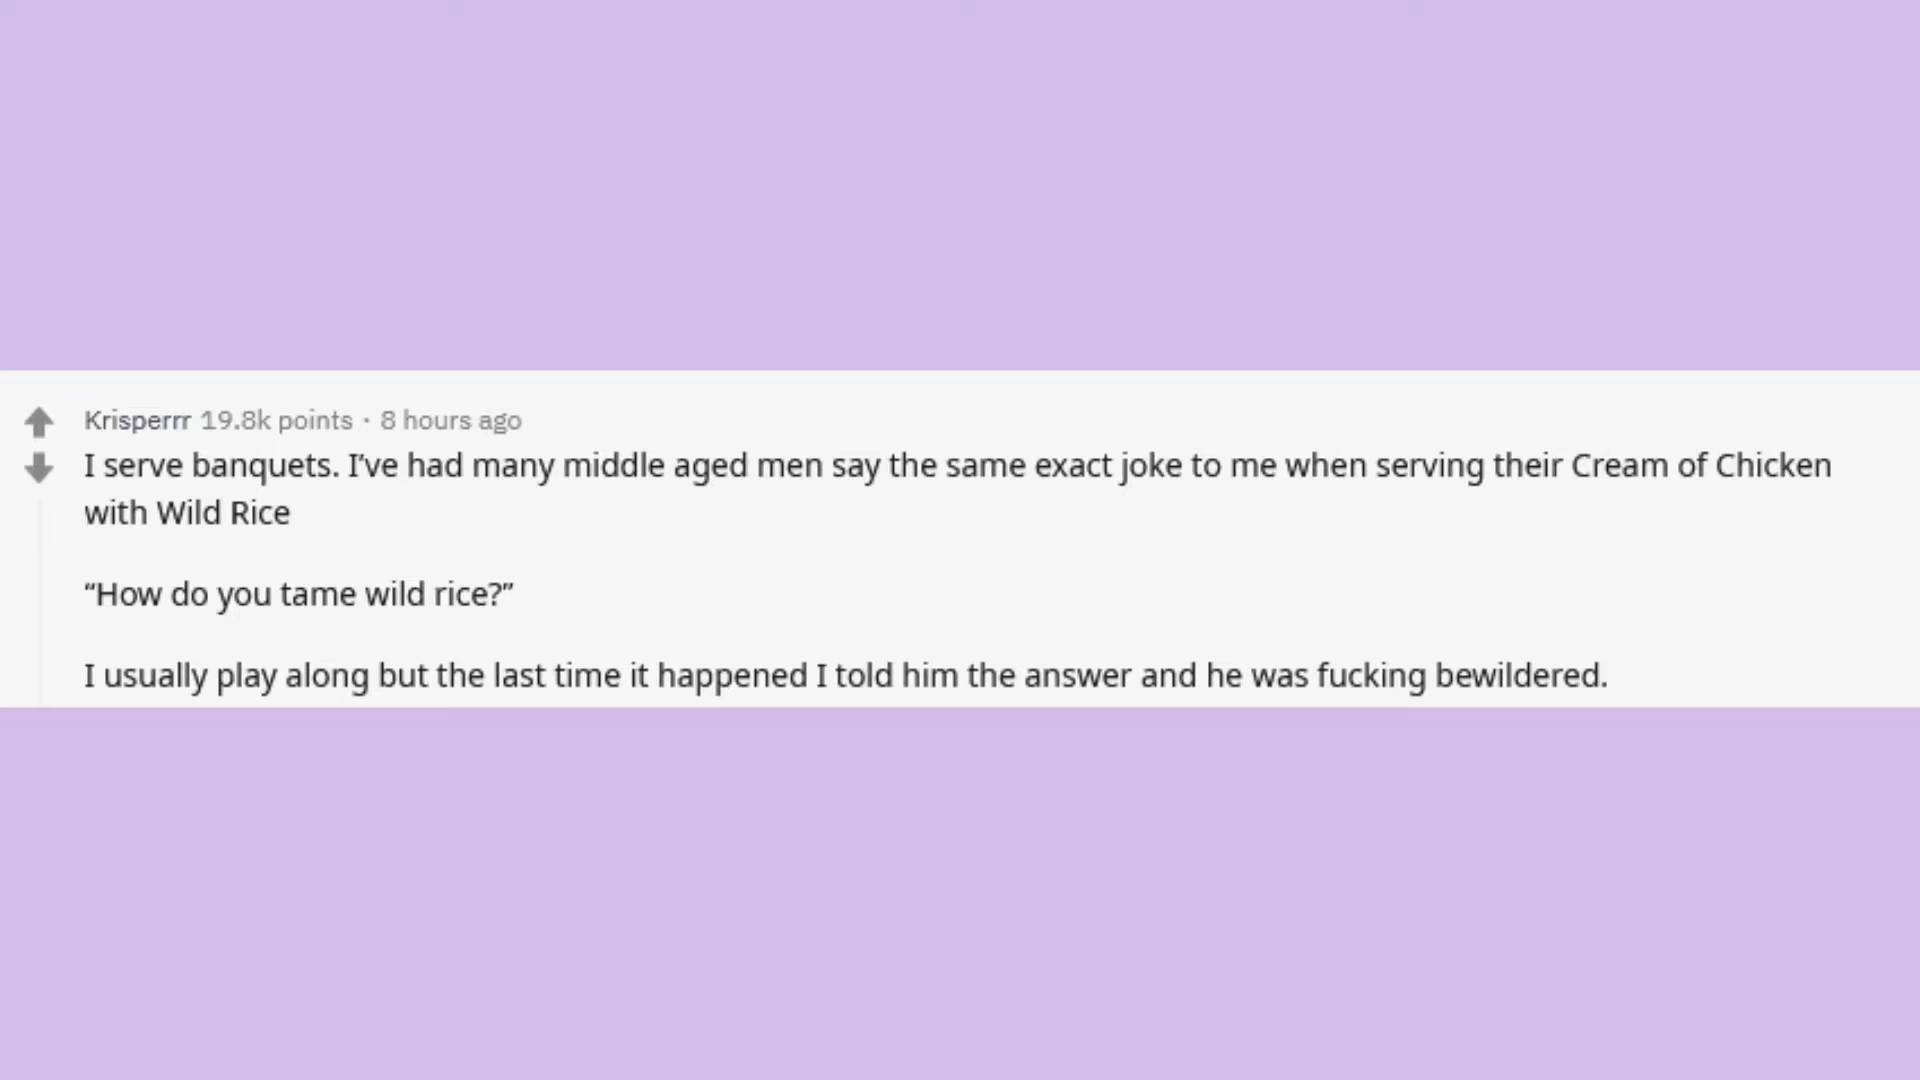 Krisperrr 19.8k points · 8 hours ago
I serve banquets. I’ve had many middle aged men say the same exact joke to me when serving their Cream of Chicken
with Wild Rice
“How do you tame wild rice?”
I usually play along but the last time it happened I told him the answer and he was fucking bewildered.